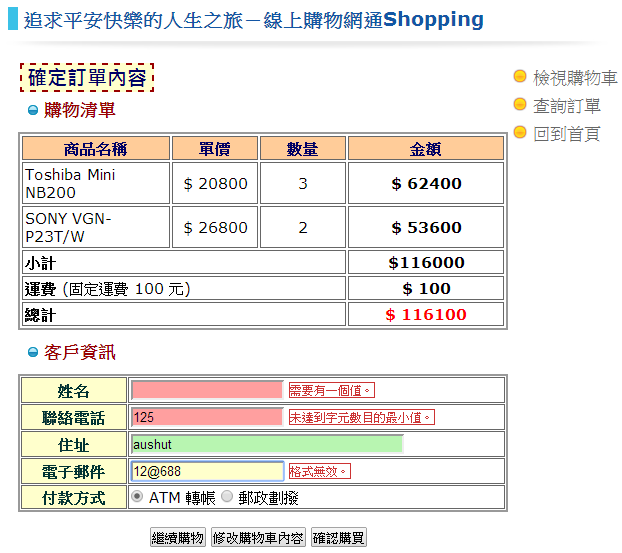 追求平安快樂的人生之旅－線上購物網通Shopping
確定訂單內容
購物清單
商品名稱 單價 數量 金額
Toshiba Mini NB200 $ 20800 3 $ 62400
SONY VGN-P23T/W $ 26800 2 $ 53600
小計 $116000
運費 (固定運費 100 元) $ 100
總計 $ 116100
客戶資訊
姓名 需要有一個值。
聯絡電話 125 未達到字元數目的最小值。
住址 aushut
電子郵件 12@688 格式無效。
付款方式 ATM 轉帳 郵政劃撥
繼續購物 修改購物車內容 確認購買
檢視購物車
查詢訂單
回到首頁